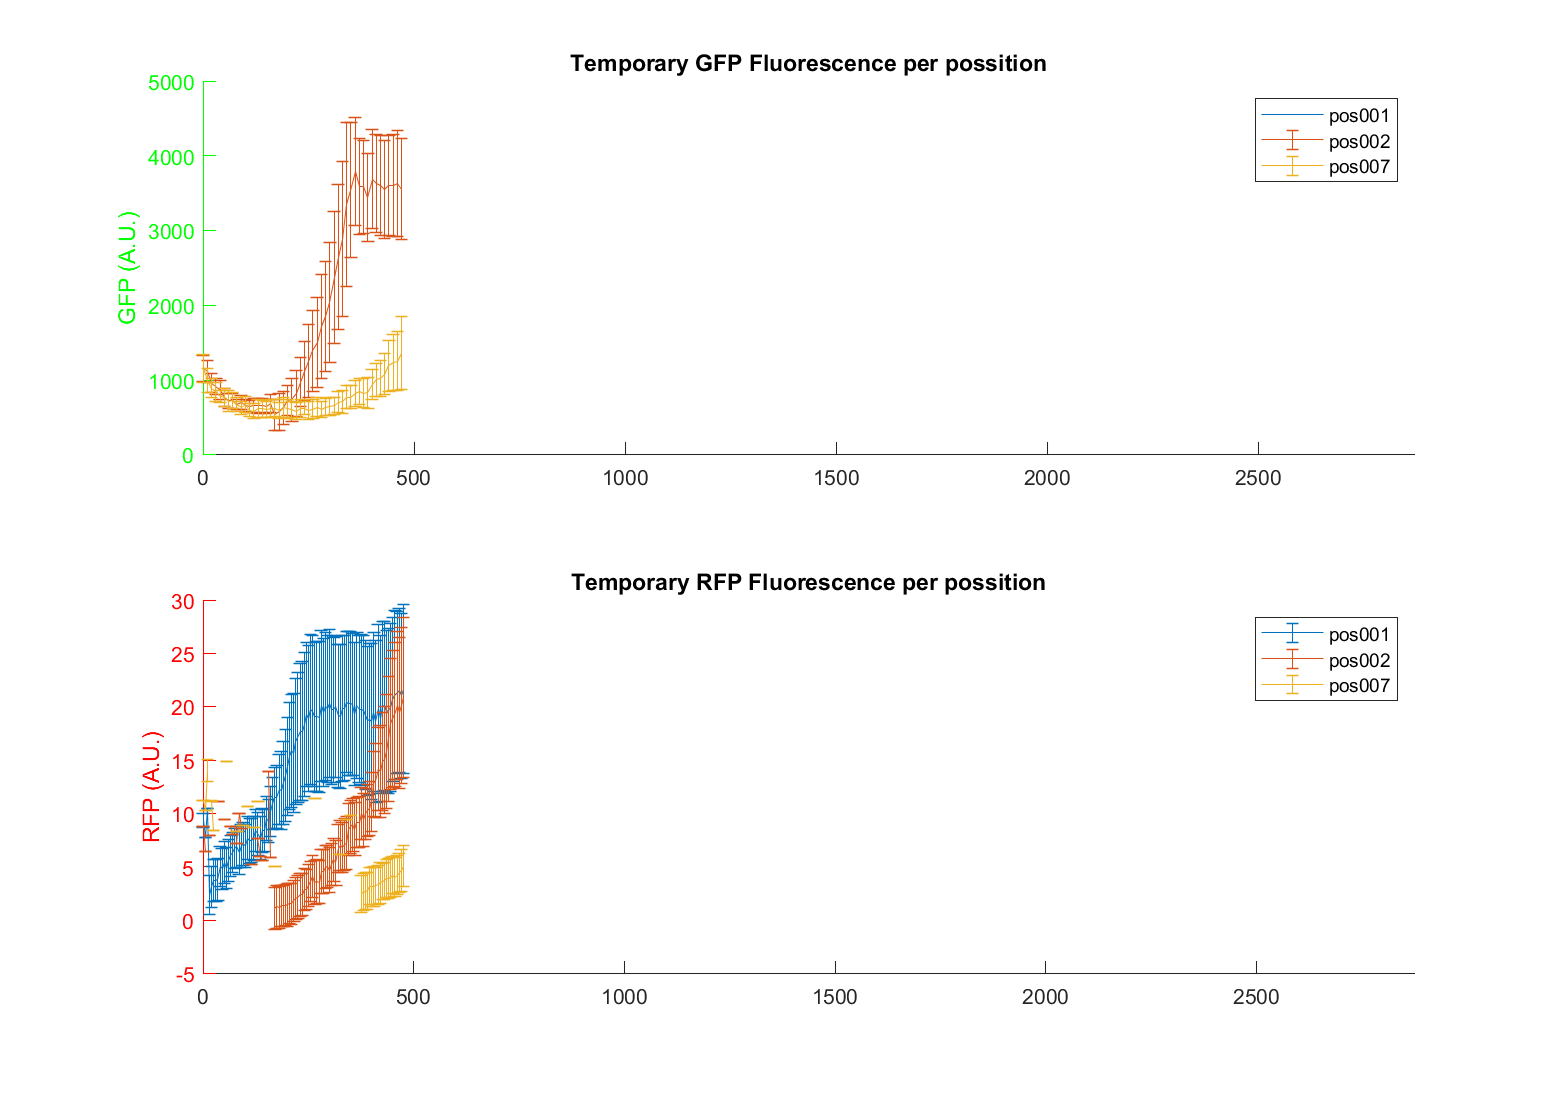 Temporary GFP Fluorescence per possition
5000
4000
3000
2000
1000
0
GFP (A.U.)
0 500 1000 1500 2000 2500
pos001
pos002
pos007
Temporary RFP Fluorescence per possition
30
25
20
15
10
5
0
-5
RFP (A.U.)
0 500 1000 1500 2000 2500
pos001
pos002
pos007